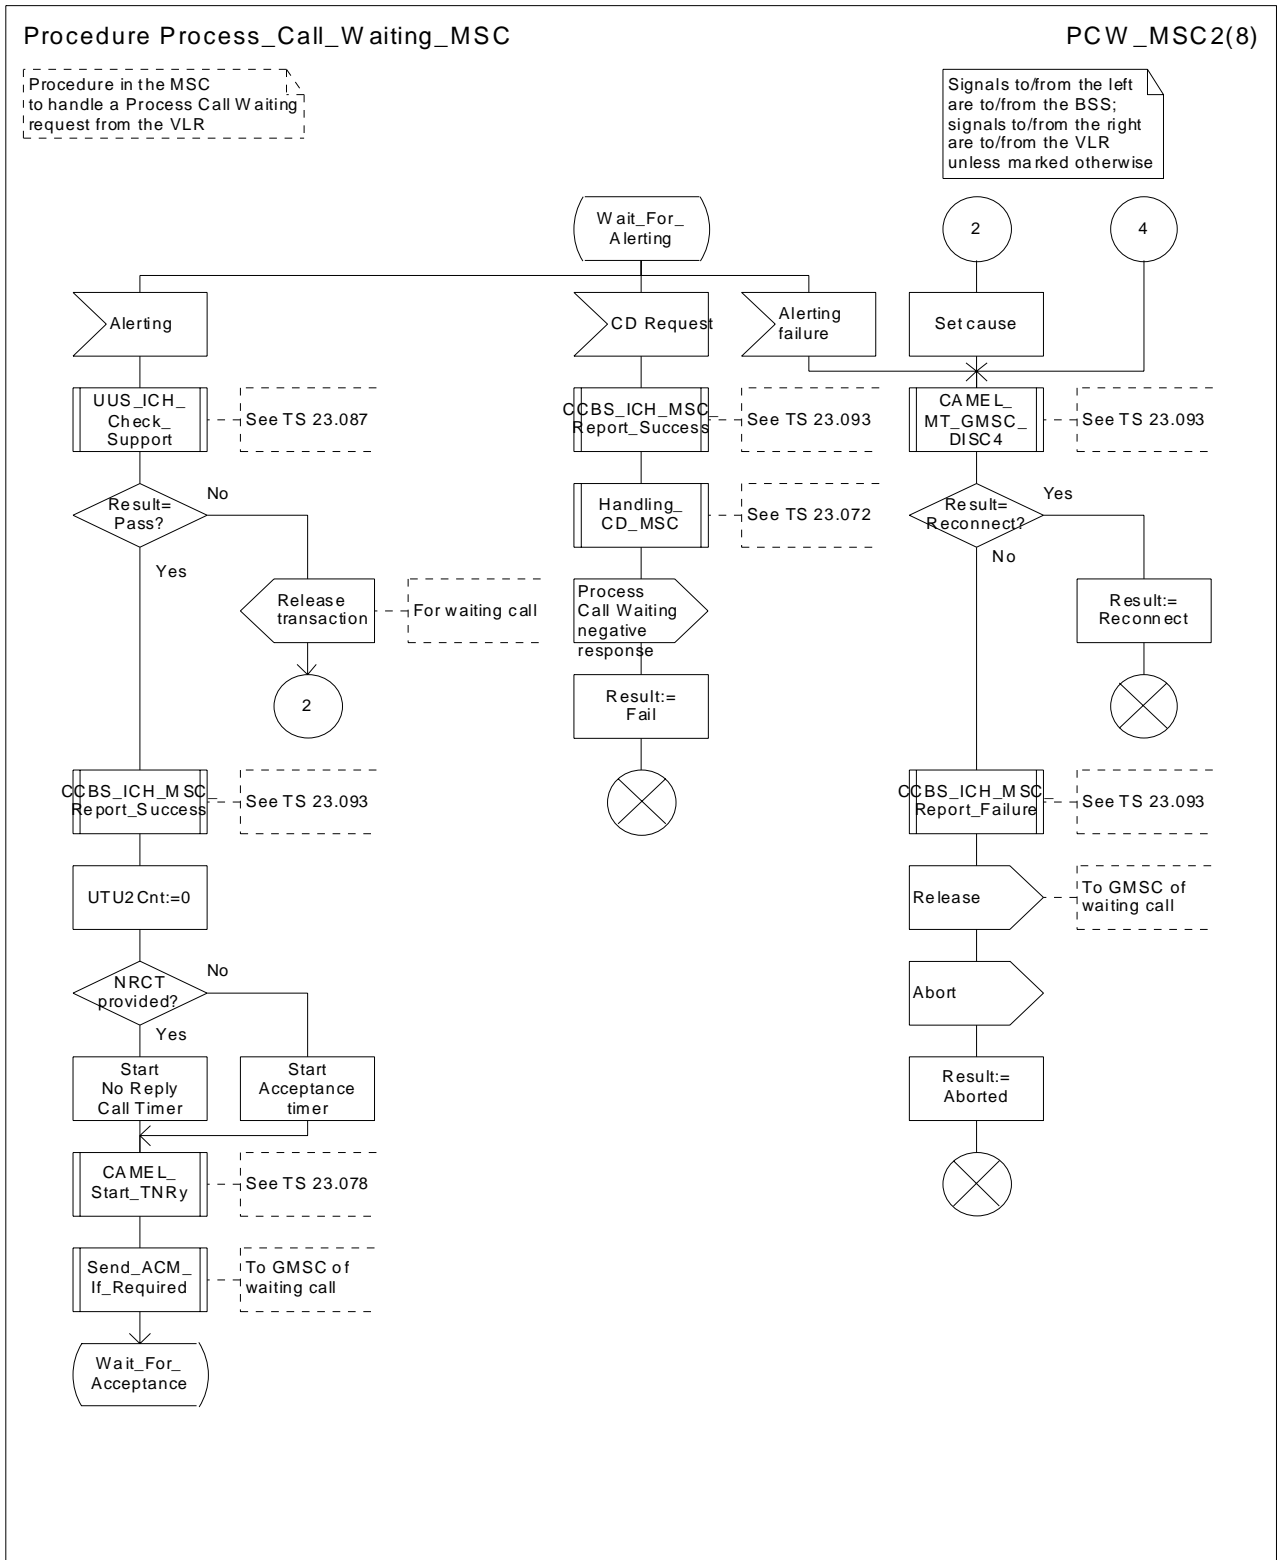 Procedure Process_Call_Waiting_MSC
PCW_MSC2(8)
Procedure in the MSC
to handle a Process Call Waiting
request from the VLR
Signals to/from the left
are to/from the BSS;
signals to/from the right
are to/from the VLR
unless marked otherwise
Wait_For_
Alerting
2
4
Alerting
CD Request
Alerting
failure
Set cause
UUS_ICH_
Check_
Support
See TS 23.087
CCBS_ICH_MSC_
Report_Success
See TS 23.093
CAMEL_
MT_GMSC_
DISC4
See TS 23.093
Result=
Pass?
No
Yes
Handling_
CD_MSC
See TS 23.072
Result=
Reconnect?
Yes
No
Release
transaction
For waiting call
Process
Call Waiting
negative
response
Result:=
Reconnect
2
Result:=
Fail
CCBS_ICH_MSC_
Report_Success
See TS 23.093
CCBS_ICH_MSC_
Report_Failure
See TS 23.093
UTU2Cnt:=0
Release
To GMSC of
waiting call
NRCT
provided?
No
Yes
Abort
Start
No Reply
Call Timer
Start
Acceptance
timer
Result:=
Aborted
CAMEL_
Start_TNRy
See TS 23.078
Send_ACM_
If_Required
To GMSC of
waiting call
Wait_For_
Acceptance